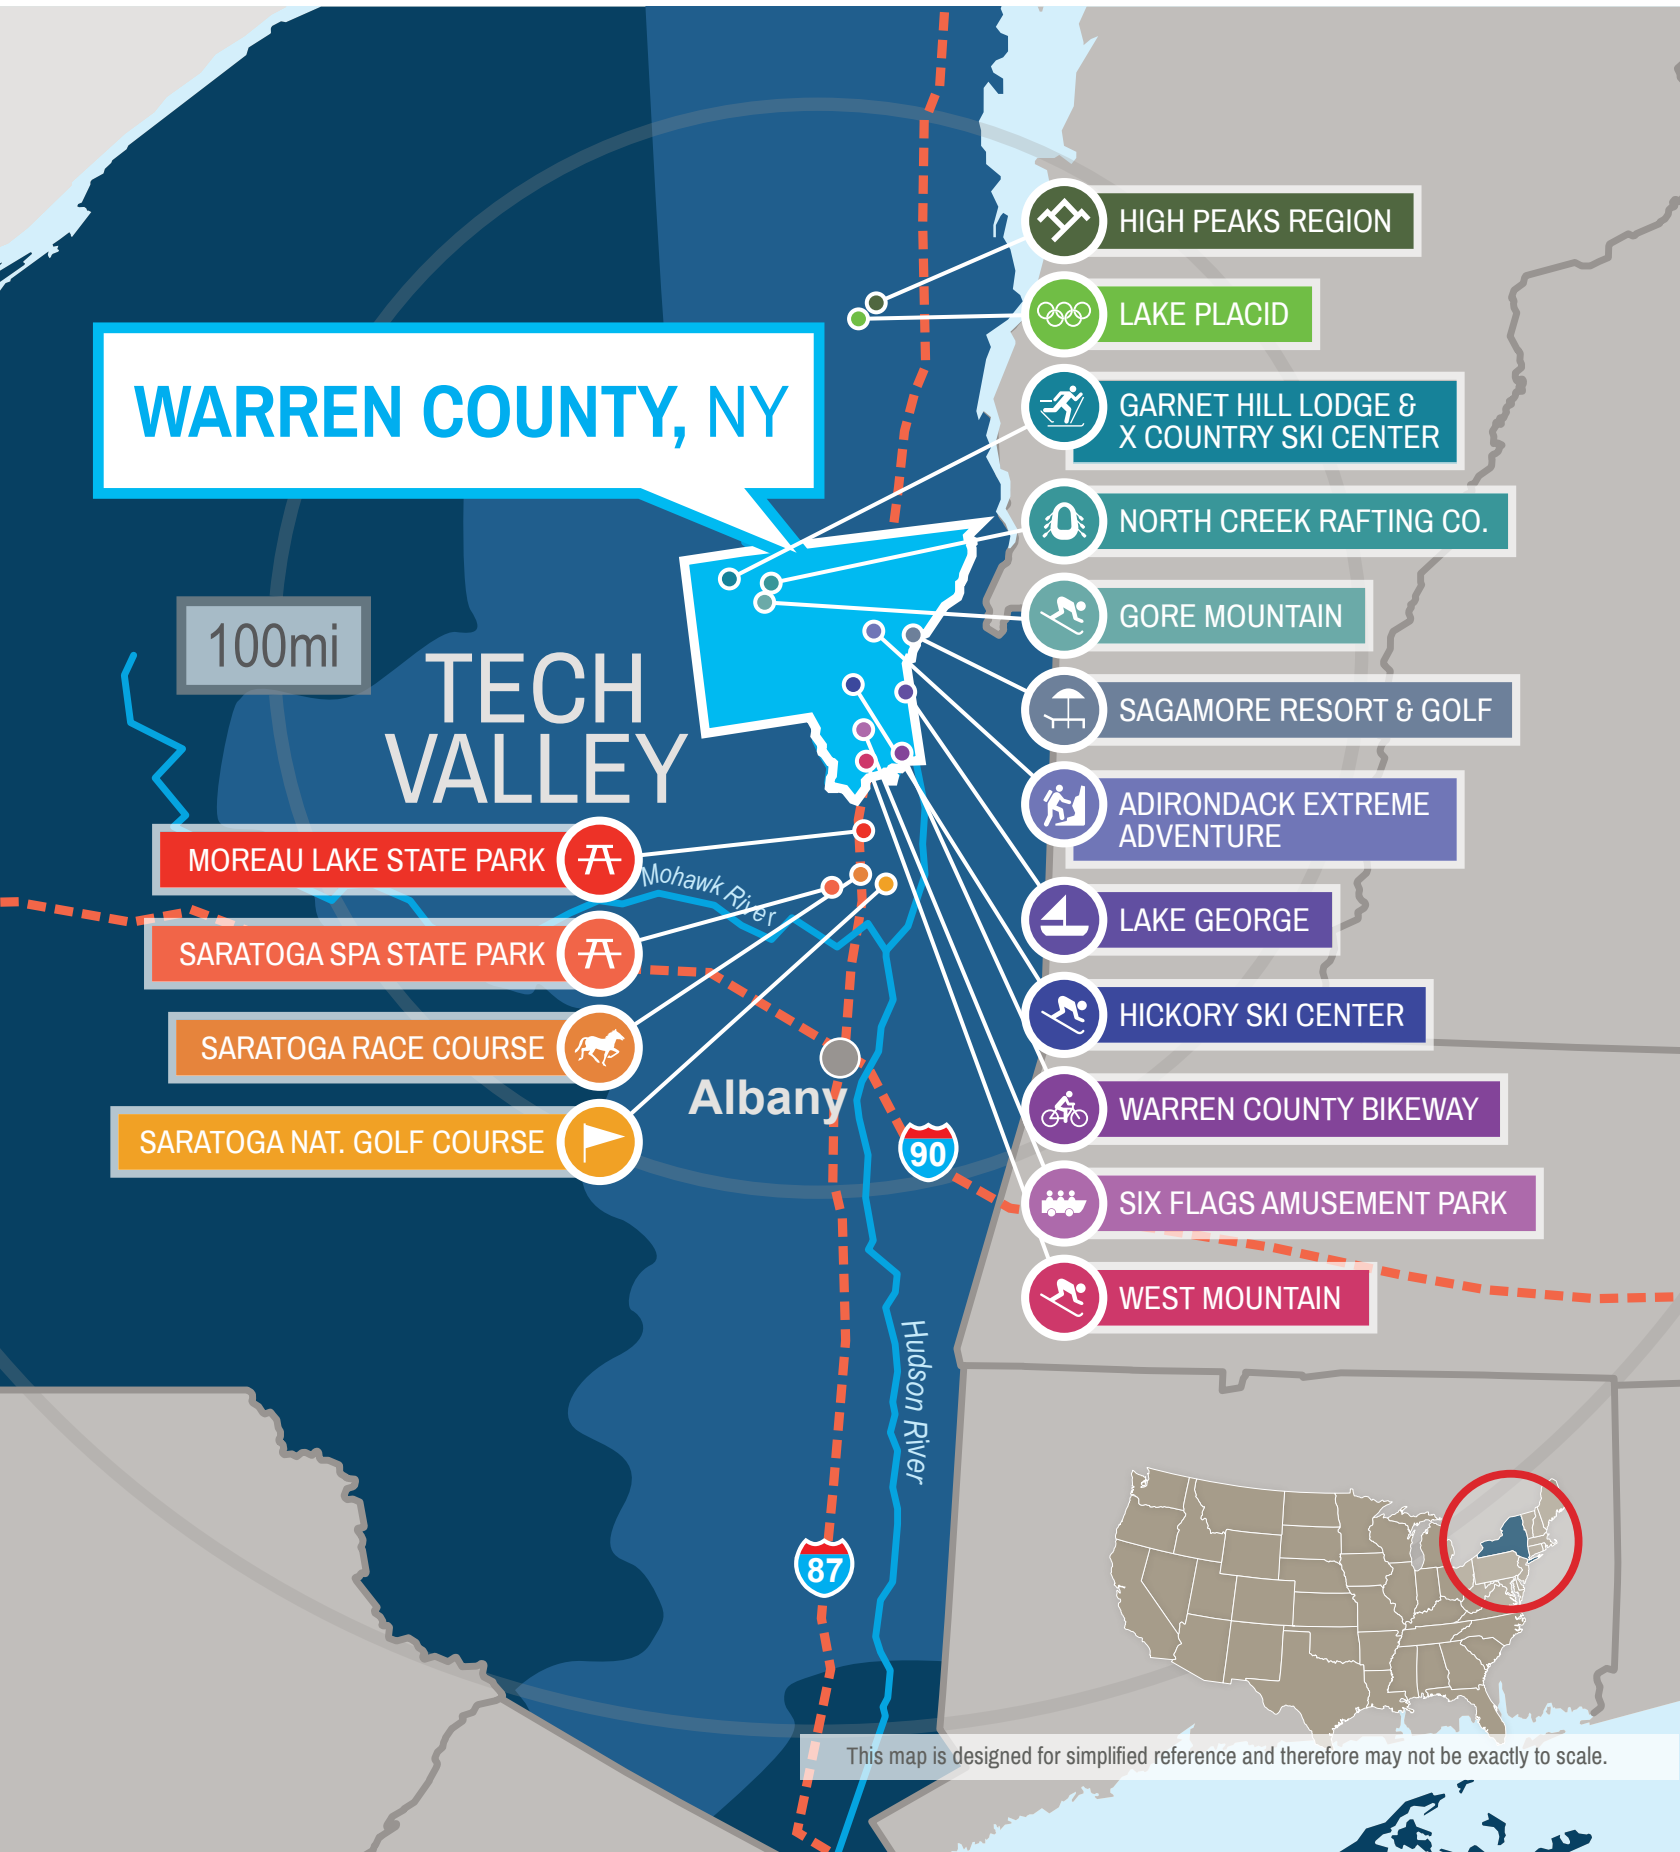 HIGH PEAKS REGION
LAKE PLACID
WARREN COUNTY, NY
GARNET HILL LODGE &
X COUNTRY SKI CENTER
NORTH CREEK RAFTING CO.
GORE MOUNTAIN
100mi
TECH
VALLEY
SAGAMORE RESORT & GOLF
ADIRONDACK EXTREME
ADVENTURE
MOREAU LAKE STATE PARK
Mohawk River
LAKE GEORGE
SARATOGA SPA STATE PARK
HICKORY SKI CENTER
SARATOGA RACE COURSE
Albany
WARREN COUNTY BIKEWAY
SARATOGA NAT. GOLF COURSE
90
SIX FLAGS AMUSEMENT PARK
WEST MOUNTAIN
Hudson River
87
This map is designed for simplified reference and therefore may not be exactly to scale.